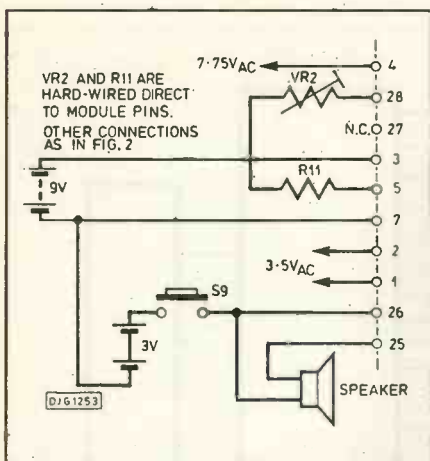 7·75VAC
4
VR2 AND R11 ARE
HARD-WIRED DIRECT
TO MODULE PINS.
OTHER CONNECTIONS
AS IN FIG. 2
VR2
28
N.C.
27
3
R11
5
9V
7
2
3·5VAC
1
S9
26
3V
25
SPEAKER
DJG1253